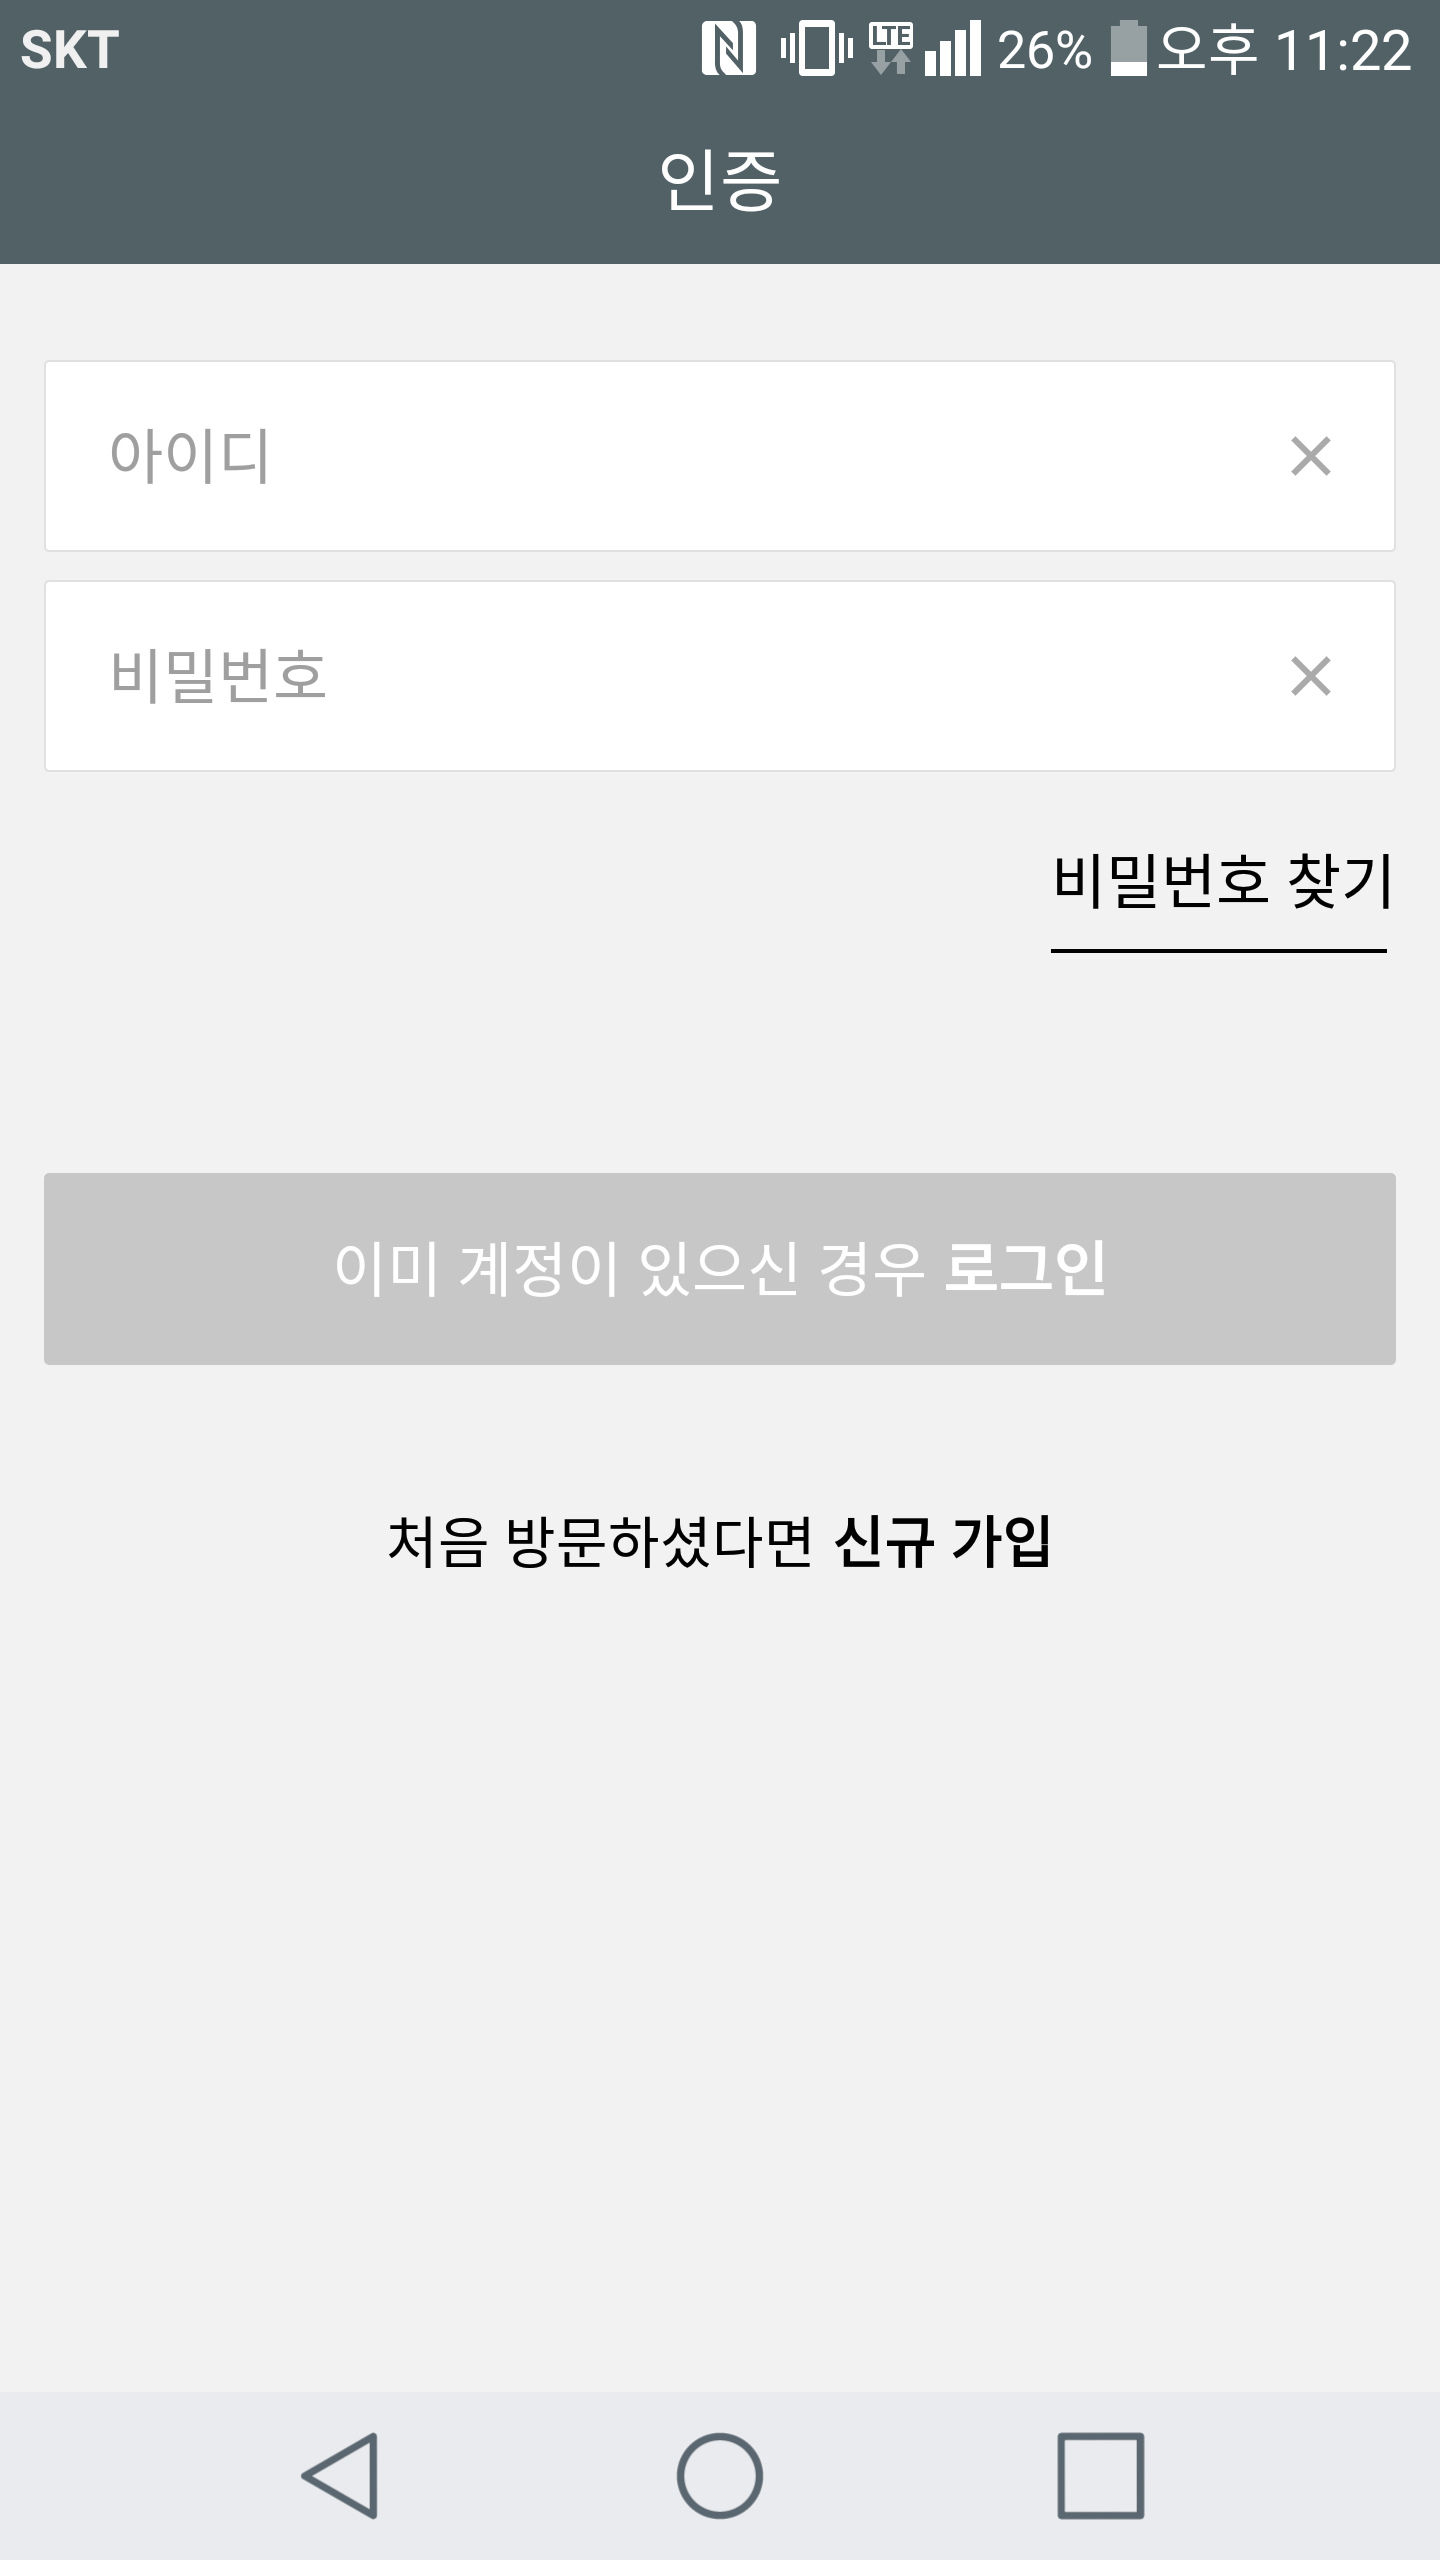 SKT LTE 26% 오후 11:22
인증
아이디
비밀번호
비밀번호 찾기
이미 계정이 있으신 경우 로그인
처음 방문하셨다면 신규 가입